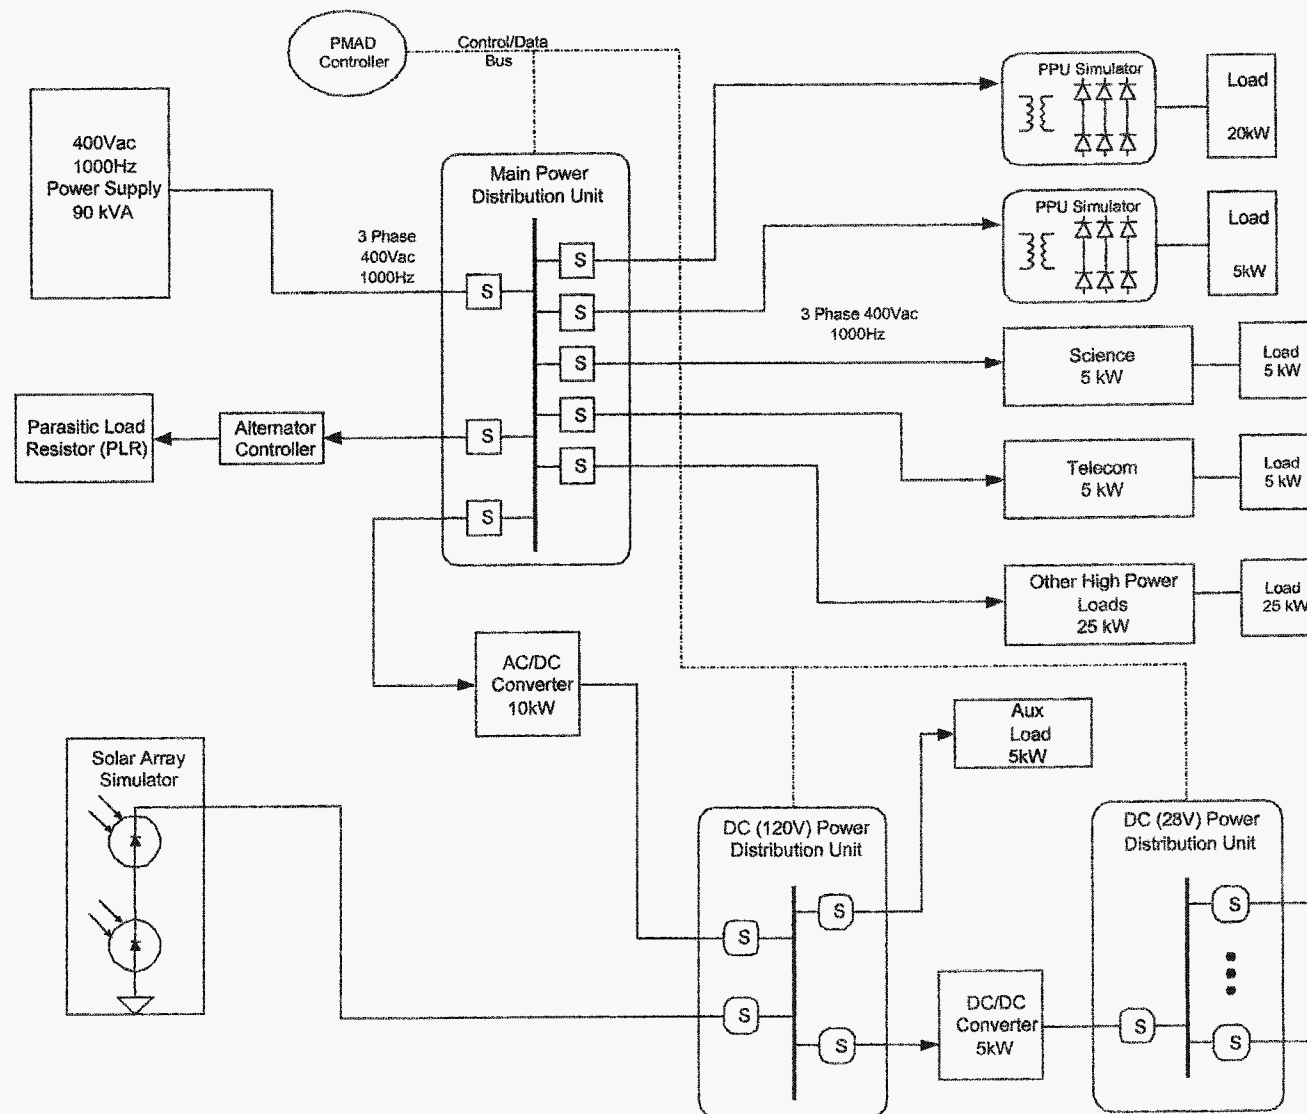 PMAD
Controller
Control/Data
Bus
400Vac
1000Hz
Power Supply
90 kVA
3 Phase
400Vac
1000Hz
Main Power
Distribution Unit
S
S
S
S
S
S
S
S
PPU Simulator
Load
20kW
PPU Simulator
Load
5kW
3 Phase 400Vac
1000Hz
Science
5 kW
Load
5 kW
Parasitic Load
Resistor (PLR)
Alternator
Controller
Telecom
5 kW
Load
5 kW
Other High Power
Loads
25 kW
Load
25 kW
AC/DC
Converter
10kW
Aux
Load
5kW
Solar Array
Simulator
DC (120V) Power
Distribution Unit
S
S
S
S
DC/DC
Converter
5kW
DC (28V) Power
Distribution Unit
S
S
S